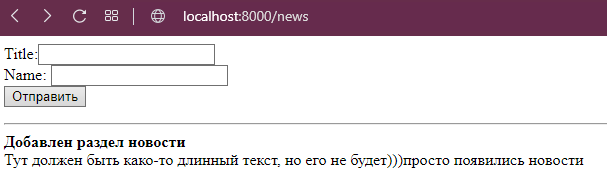 localhost:8000/news
Title:
Name:
Отправить
Добавлен раздел новости
Тут должен быть како-то длинный текст, но его не будет)))просто появились новости